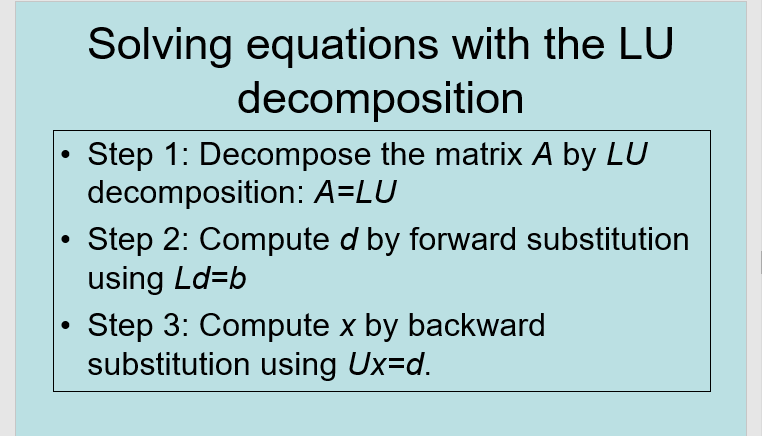 Solving equations with the LU
decomposition
• Step 1: Decompose the matrix A by LU
decomposition: A=LU
• Step 2: Compute d by forward substitution
using Ld=b
• Step 3: Compute x by backward
substitution using Ux=d.